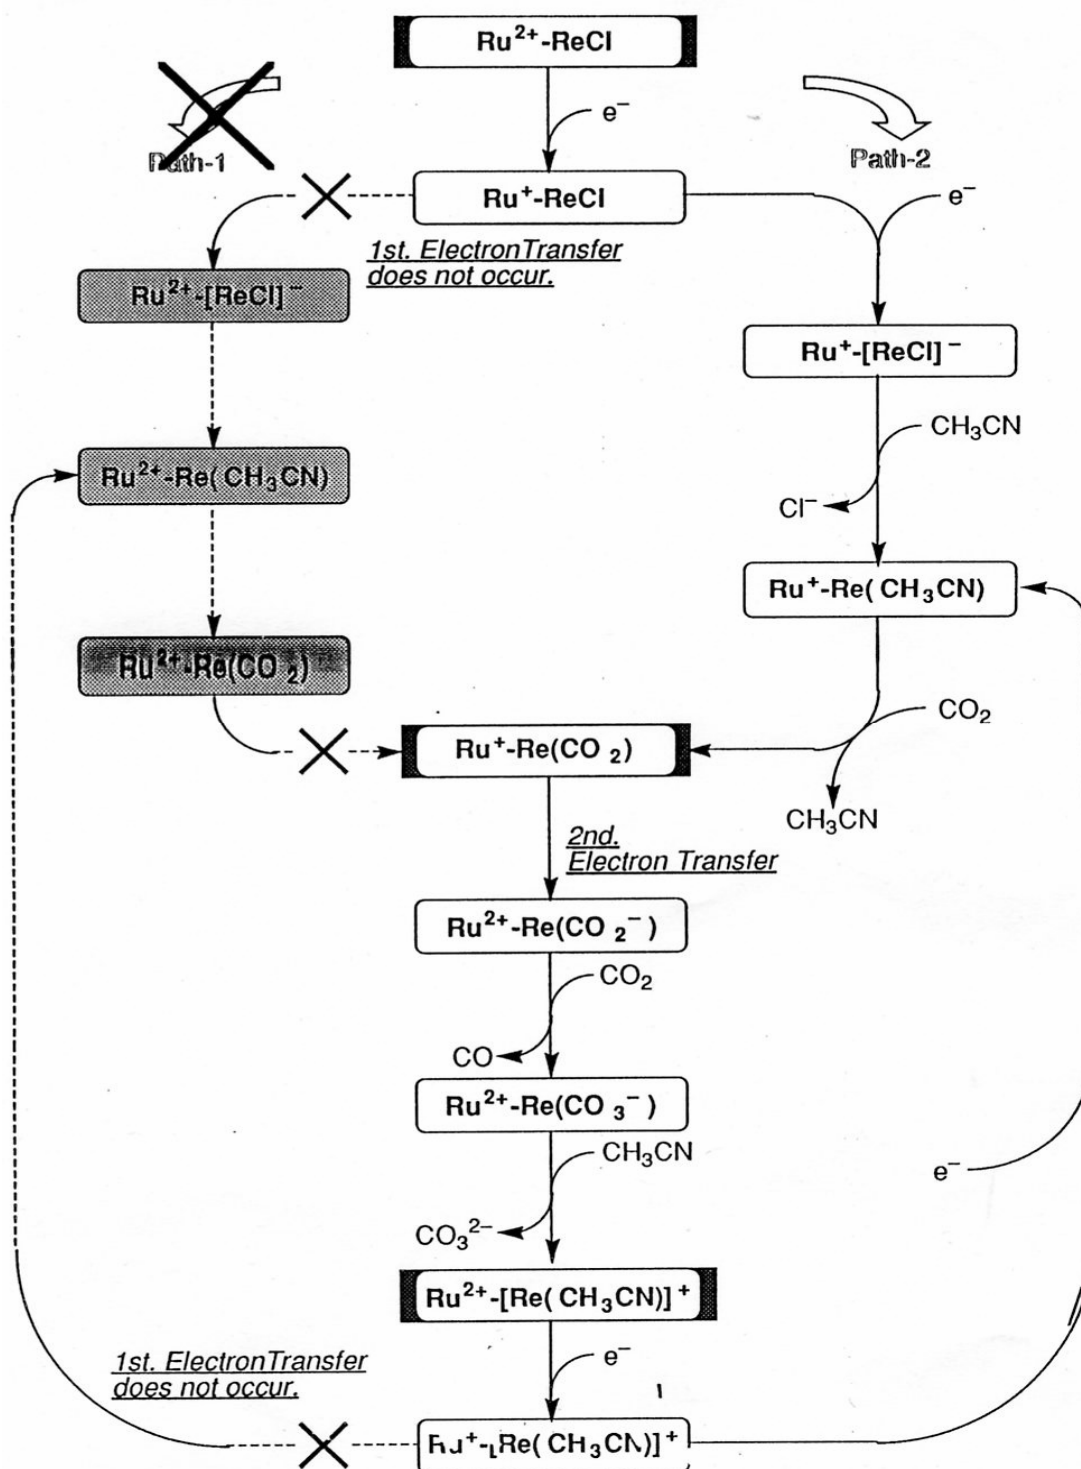 Ru²⁺-ReCl
e⁻
Path-1
Path-2
Ru⁺-ReCl
e⁻
1st. Electron Transfer
does not occur.
Ru²⁺-[ReCl]⁻
Ru⁺-[ReCl]⁻
CH₃CN
Ru²⁺-Re(CH₃CN)
Cl⁻
Ru⁺-Re(CH₃CN)
Ru²⁺-Re(CO₂)
CO₂
Ru⁺-Re(CO₂)
CH₃CN
2nd.
Electron Transfer
Ru²⁺-Re(CO₂⁻)
CO₂
CO
Ru²⁺-Re(CO₃⁻)
CH₃CN
e⁻
CO₃²⁻
Ru²⁺-[Re(CH₃CN)]⁺
1st. Electron Transfer
does not occur.
e⁻
Ru⁺-[Re(CH₃CN)]⁺